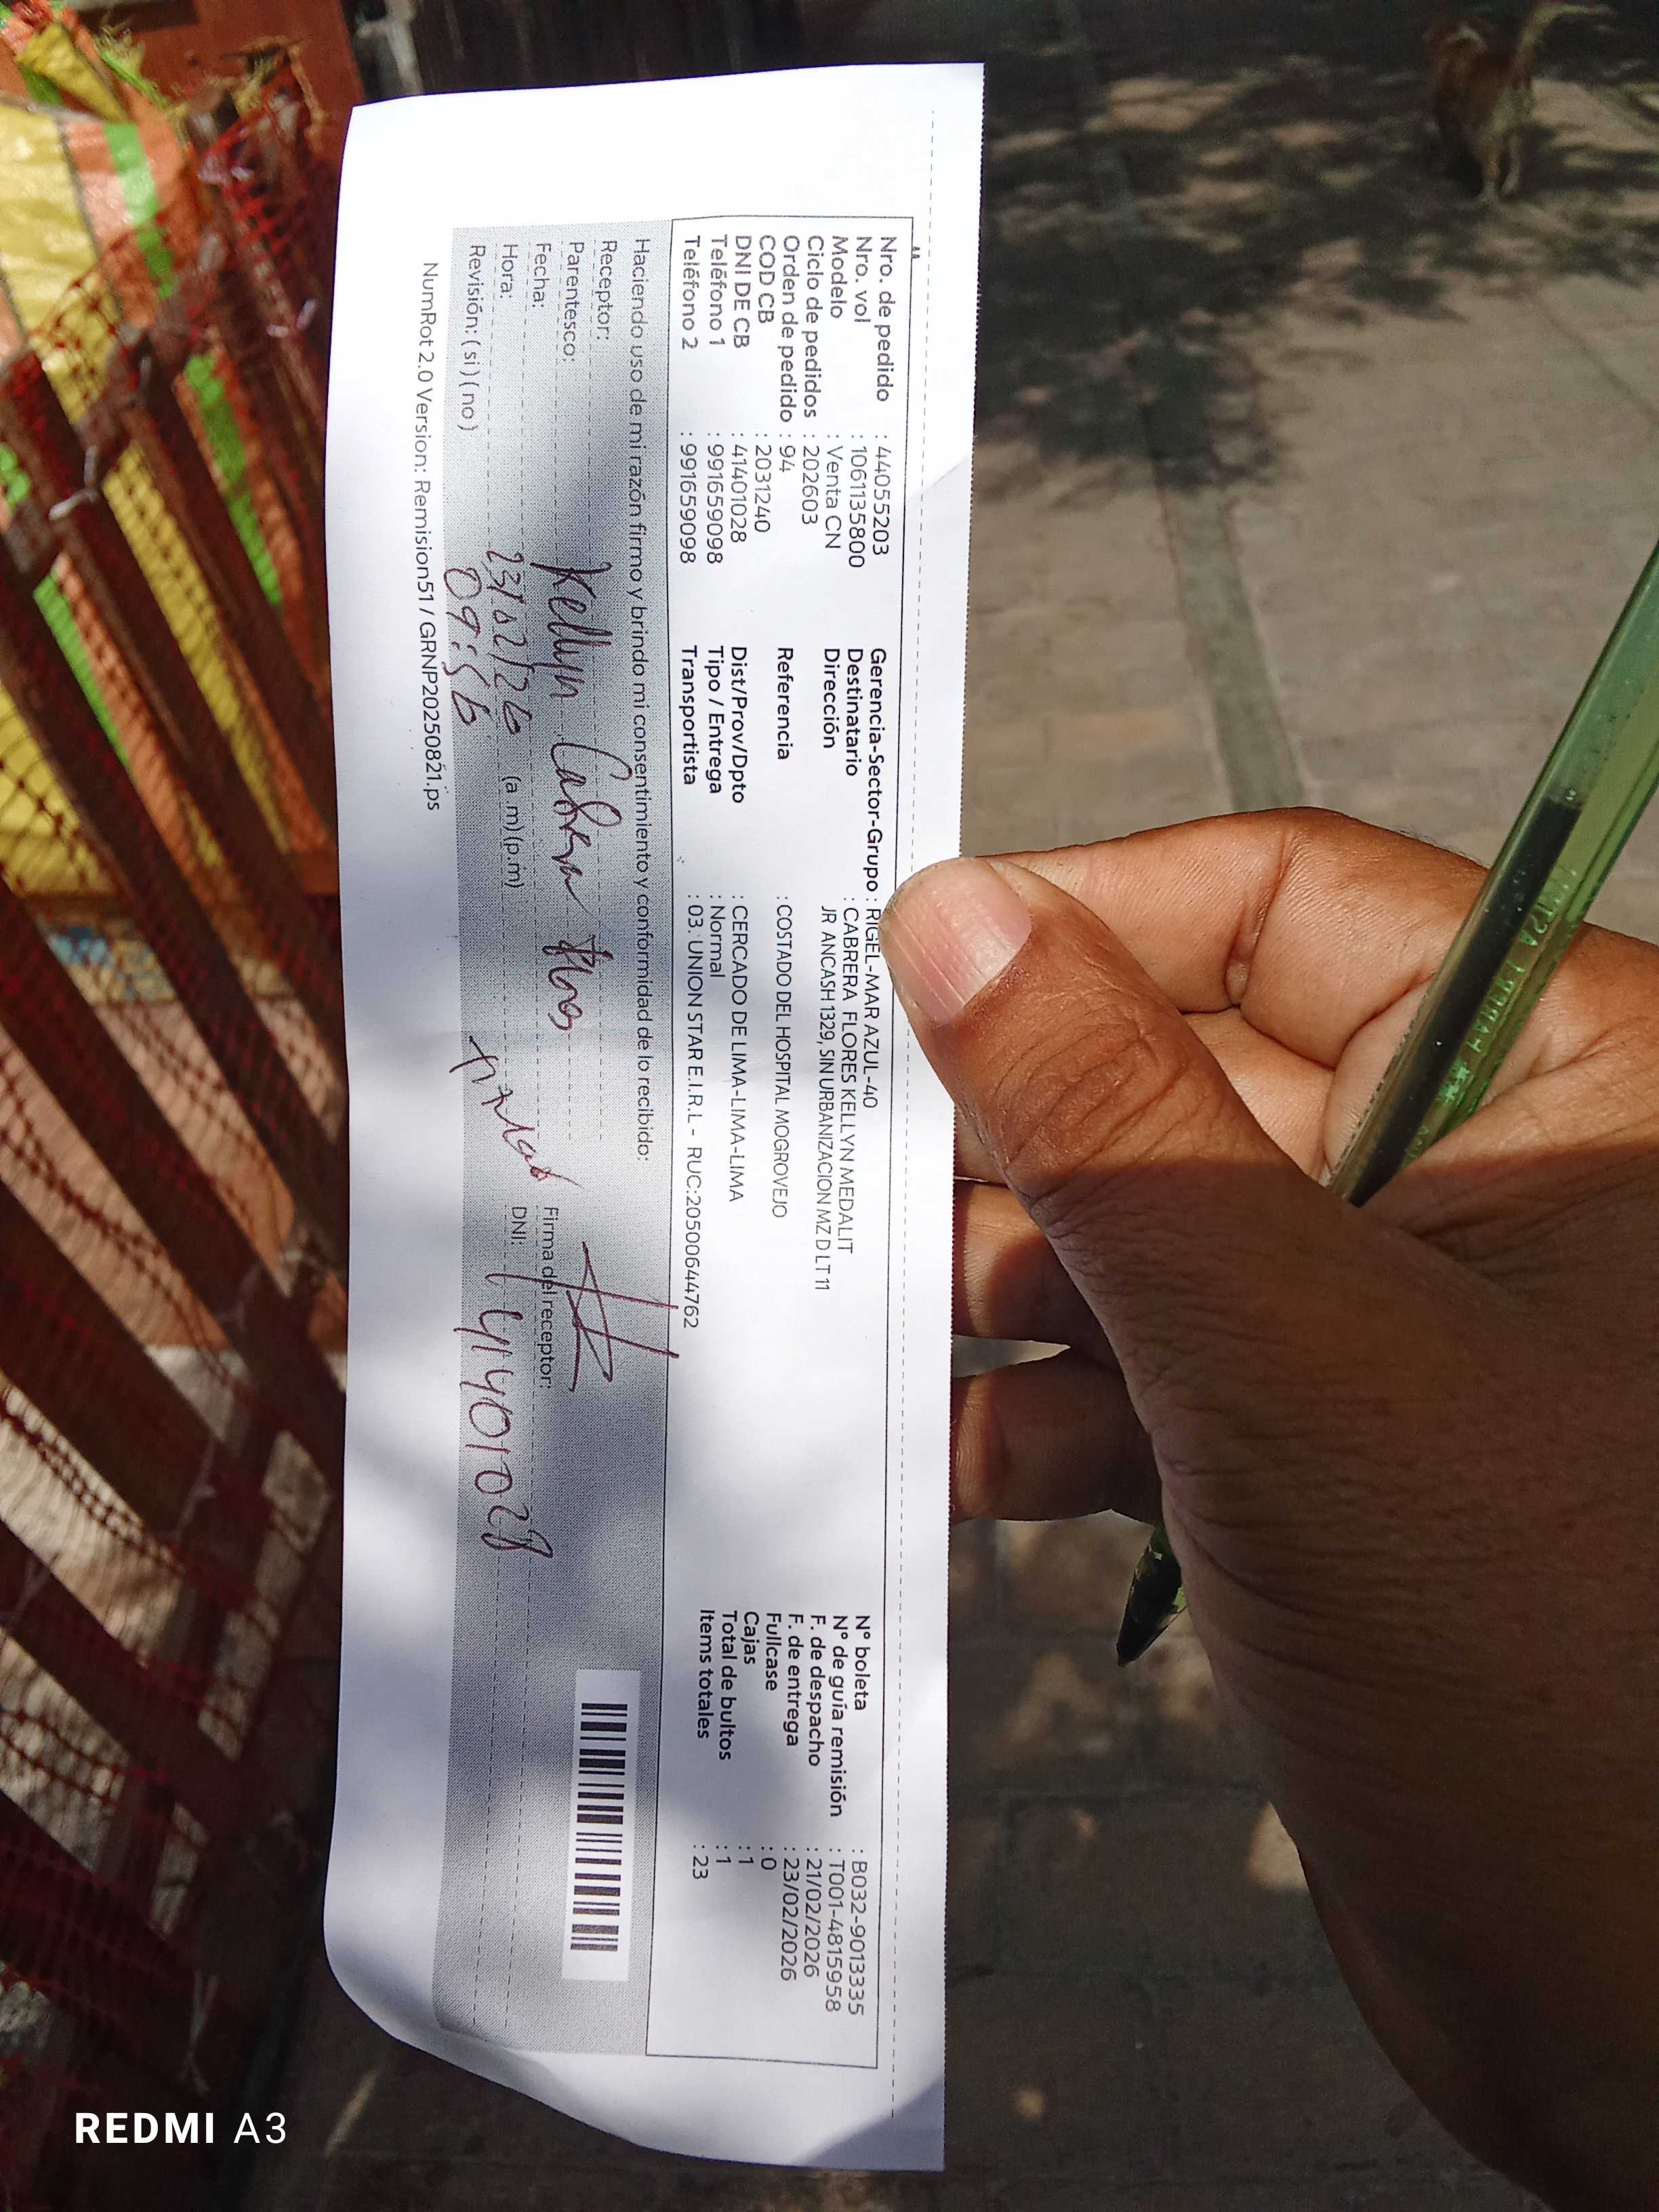 Nro. de pedido : 44055203
Nro. vol : 1061135800
Modelo : Venta CN
Ciclo de pedidos : 202603
Orden de pedido : 94
COD CB : 2031240
DNI DE CB : 41401028
Teléfono 1 : 991659098
Teléfono 2 : 991659098
Gerencia-Sector-Grupo : RIGEL-MAR AZUL-40
Destinatario : CABRERA FLORES KELLYN MEDALIT
Dirección JR ANCASH 1329, SIN URBANIZACION MZ D LT 11
Referencia : COSTADO DEL HOSPITAL MOGROVEJO
Dist/Prov/Dpto : CERCADO DE LIMA-LIMA-LIMA
Tipo / Entrega : Normal
Transportista : 03. UNION STAR E.I.R.L - RUC:20500644762
N° boleta : B032-9013335
N° de guía remisión : T001-4815958
F. de despacho : 21/02/2026
F. de entrega : 23/02/2026
Fullcase : 0
Cajas : 1
Total de bultos : 1
Items totales : 23
Haciendo uso de mi razón firmo y brindo mi consentimiento y conformidad de lo recibido:
Receptor: Kellyn Cabrera
Parentesco:
Fecha: 23/02/26
Hora: 09:56 (a m) (p.m)
Revisión: ( si ) ( no )
Firma del receptor:
DNI: 41401028
NumRot 2.0 Version: Remision51 / GRNP20250821.ps
REDMI A3